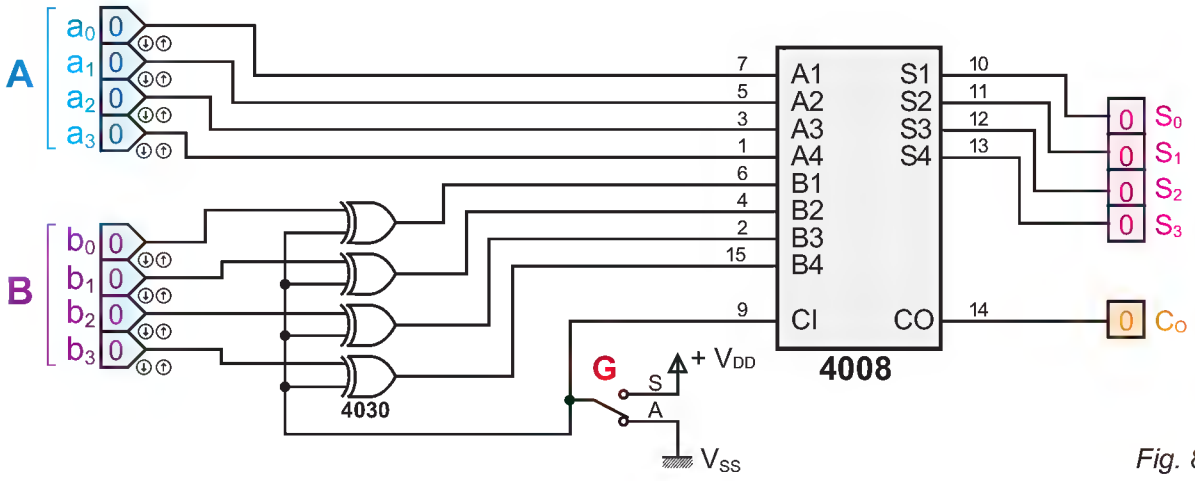 A
a0 0
a1 0
a2 0
a3 0
B
b0 0
b1 0
b2 0
b3 0
4030
7 A1
5 A2
3 A3
1 A4
6 B1
4 B2
2 B3
15 B4
9 CI
S1 10
S2 11
S3 12
S4 13
CO 14
4008
0 S0
0 S1
0 S2
0 S3
0 CO
G
S
A
+ VDD
VSS
Fig. 8